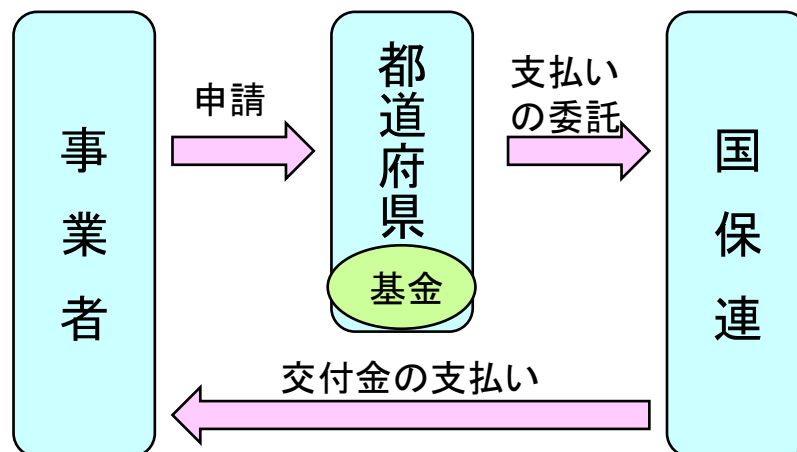 事業者
申請
都道府県
基金
支払い
の委託
国保連
交付金の支払い